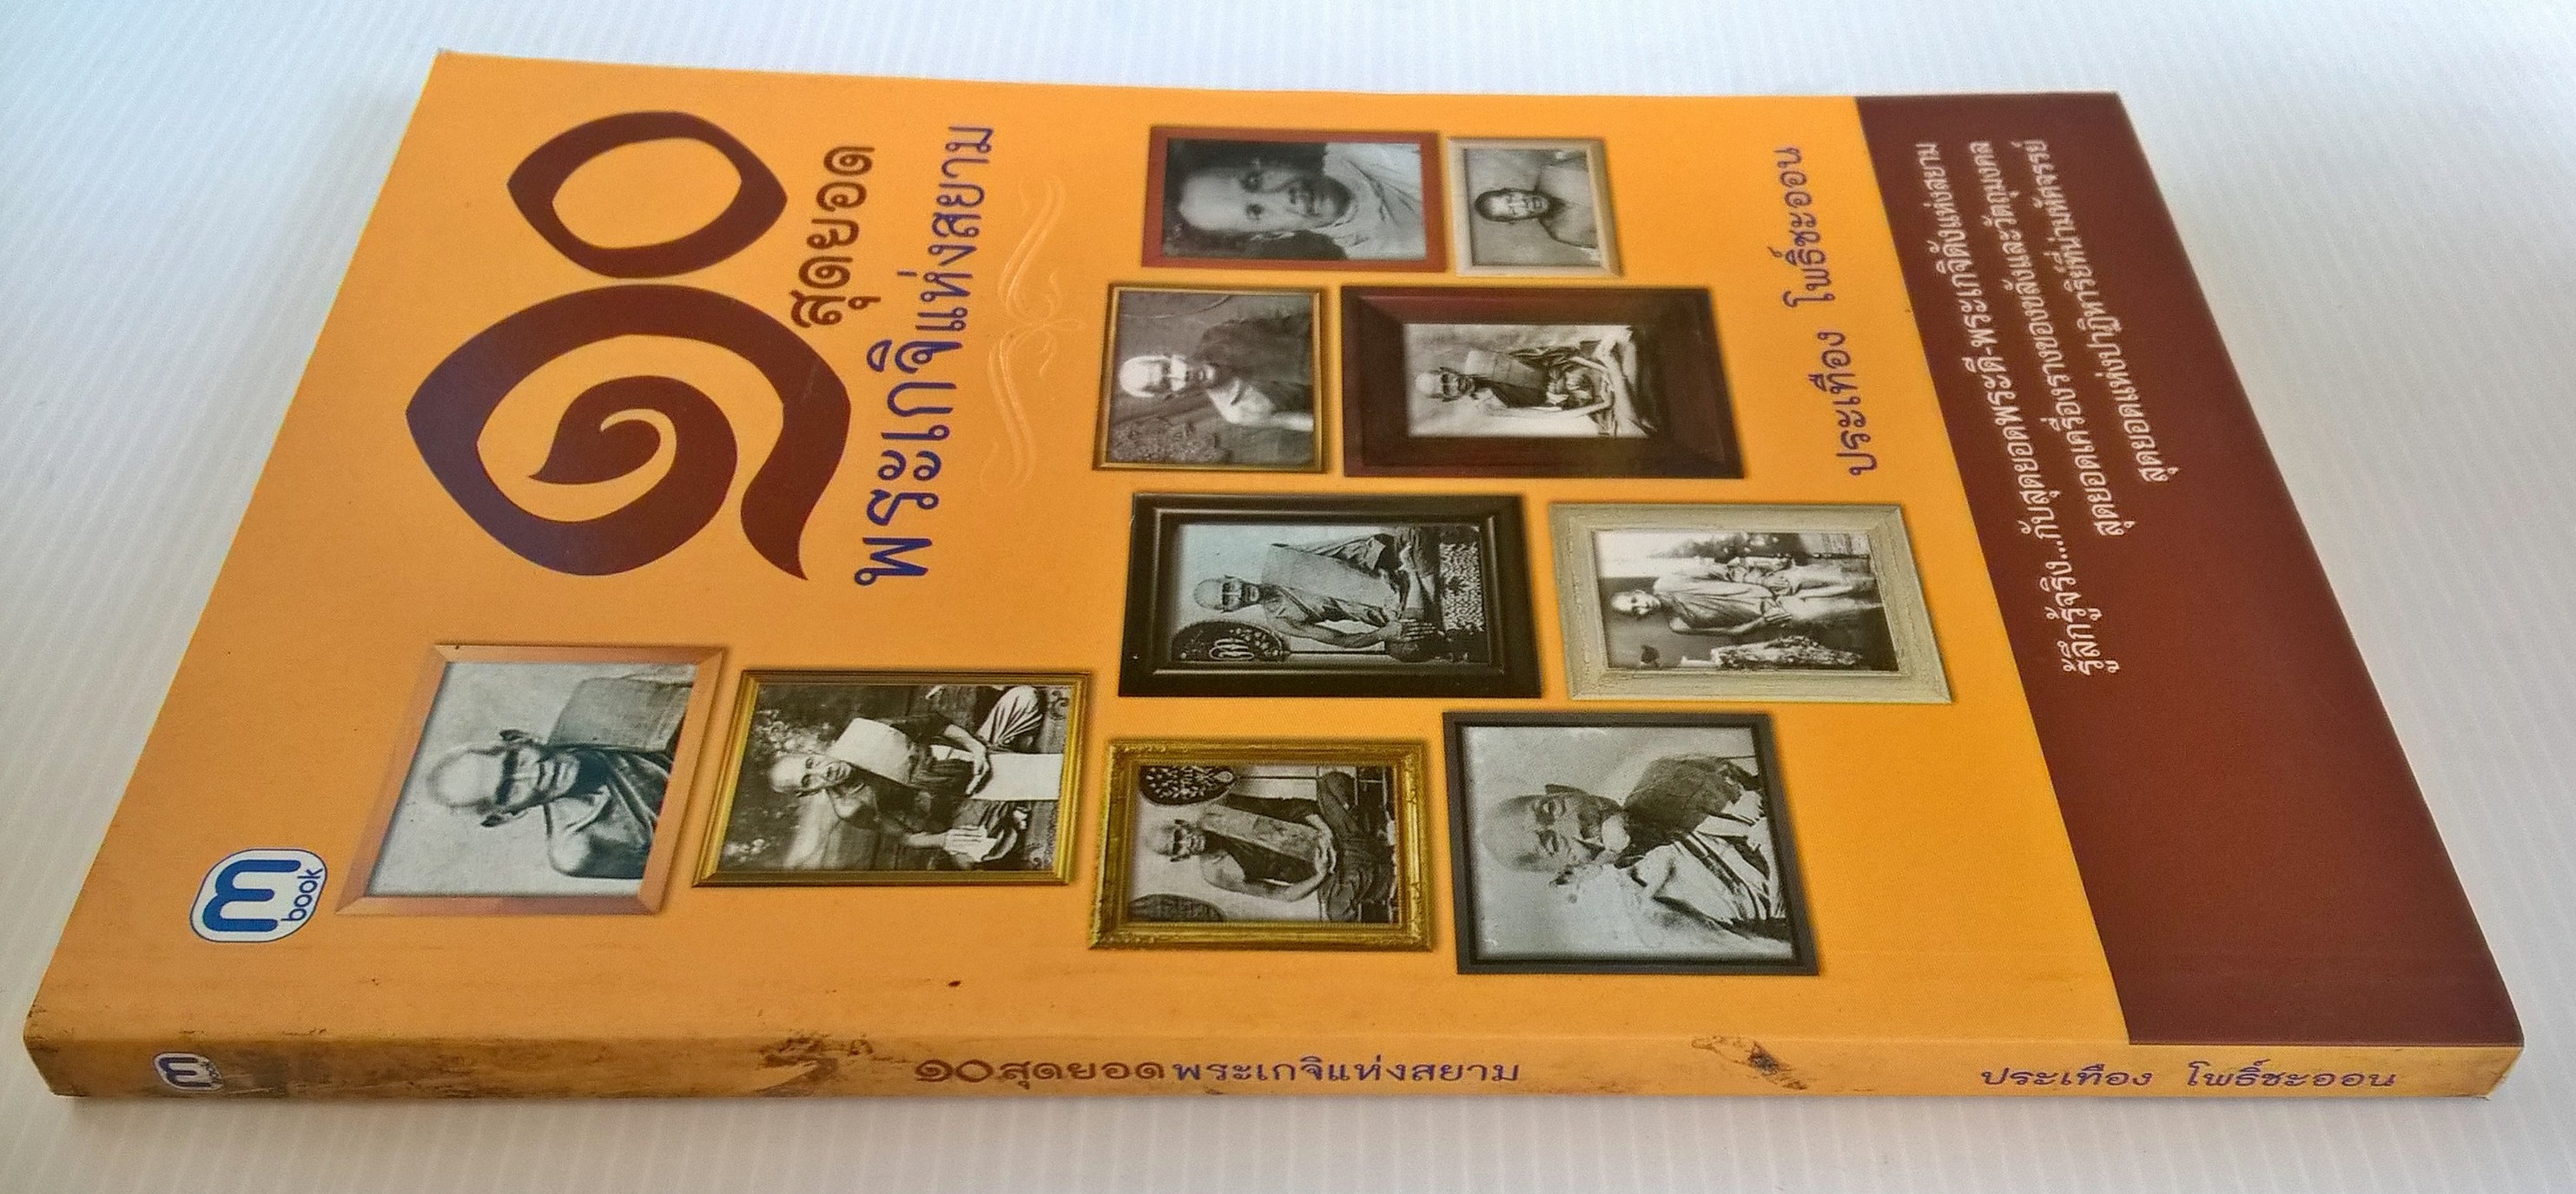 ๑๐
สุดยอด
พระเกจิแห่งสยาม
m
book
ประเทือง โพธิ์ชะออน
รู้ลึกรู้จริง...กับสุดยอดพระดี-พระเกจิดังแห่งสยาม
สุดยอดเครื่องรางของขลังและวัตถุมงคล
สุดยอดแห่งปาฏิหาริย์ที่น่ามหัศจรรย์
m
๑๐ สุดยอดพระเกจิแห่งสยาม
ประเทือง โพธิ์ชะออน